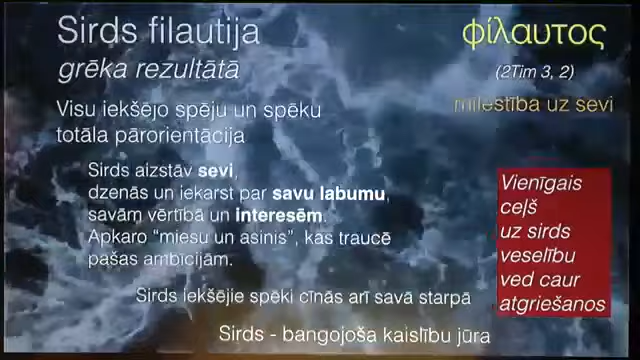 Sirds filautija
grēka rezultātā
φίλαυτος
(2Tim 3, 2)
mīlestība uz sevi
Visu iekšējo spēju un spēku
totāla pārorientācija
Sirds aizstāv sevi,
dzenās un iekarst par savu labumu,
savām vērtībā un interesēm.
Apkaro “miesu un asinis”, kas traucē
pašas ambīcijām.
Vienīgais
ceļš
uz sirds
veselību
ved caur
atgriešanos
Sirds iekšējie spēki cīnās arī savā starpā
Sirds - bangojoša kaislību jūra